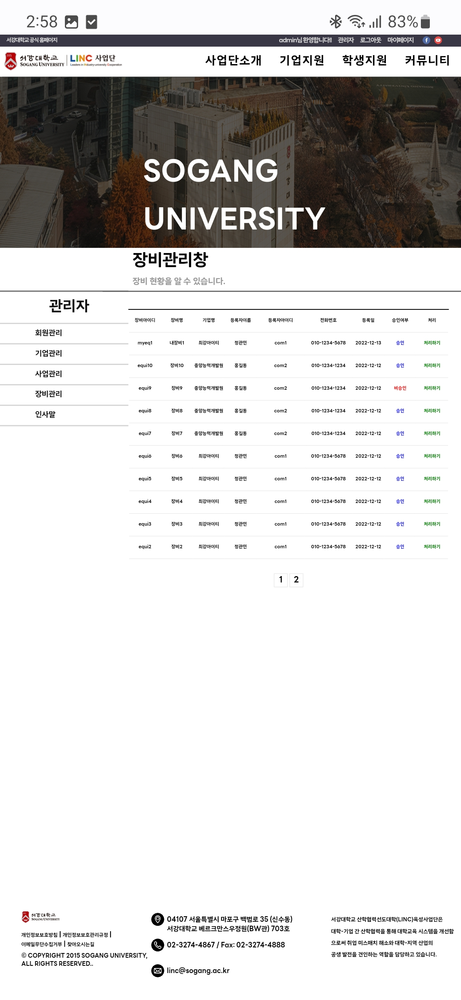 2:58 83%
서강대학교 공식 홈페이지 admin님 환영합니다!! 관리자 로그아웃 마이페이지
서강대학교 SOGANG UNIVERSITY LINC 사업단 Leaders in INdustry-university Cooperation
사업단소개 기업지원 학생지원 커뮤니티
SOGANG UNIVERSITY
서강대
SOGANG
UNIVERSITY
장비관리창
장비 현황을 알 수 있습니다.
관리자
회원관리
기업관리
사업관리
장비관리
인사말
장비아이디 장비명 기업명 등록자이름 등록자아이디 전화번호 등록일 승인여부 처리
myeq1 내장비1 최강아이티 정관민 com1 010-1234-5678 2022-12-13 승인 처리하기
equi10 장비10 중앙능력개발원 홍길동 com2 010-1234-1234 2022-12-12 승인 처리하기
equi9 장비9 중앙능력개발원 홍길동 com2 010-1234-1234 2022-12-12 비승인 처리하기
equi8 장비8 중앙능력개발원 홍길동 com2 010-1234-1234 2022-12-12 승인 처리하기
equi7 장비7 중앙능력개발원 홍길동 com2 010-1234-1234 2022-12-12 승인 처리하기
equi6 장비6 최강아이티 정관민 com1 010-1234-5678 2022-12-12 승인 처리하기
equi5 장비5 최강아이티 정관민 com1 010-1234-5678 2022-12-12 승인 처리하기
equi4 장비4 최강아이티 정관민 com1 010-1234-5678 2022-12-12 승인 처리하기
equi3 장비3 최강아이티 정관민 com1 010-1234-5678 2022-12-12 승인 처리하기
equi2 장비2 최강아이티 정관민 com1 010-1234-5678 2022-12-12 승인 처리하기
1 2
서강대학교 SOGANG UNIVERSITY
개인정보보호방침 | 개인정보보호관리규정 |
이메일무단수집거부 | 찾아오시는길
© COPYRIGHT 2015 SOGANG UNIVERSITY,
ALL RIGHTS RESERVED..
04107 서울특별시 마포구 백범로 35 (신수동)
서강대학교 베르크만스우정원(BW관) 703호
02-3274-4867 / Fax: 02-3274-4888
linc@sogang.ac.kr
서강대학교 산학협력선도대학(LINC)육성사업단은
대학-기업 간 산학협력을 통해 대학교육 시스템을 개선함
으로써 취업 미스매치 해소와 대학-지역 산업의
공생 발전을 견인하는 역할을 담당하고 있습니다.